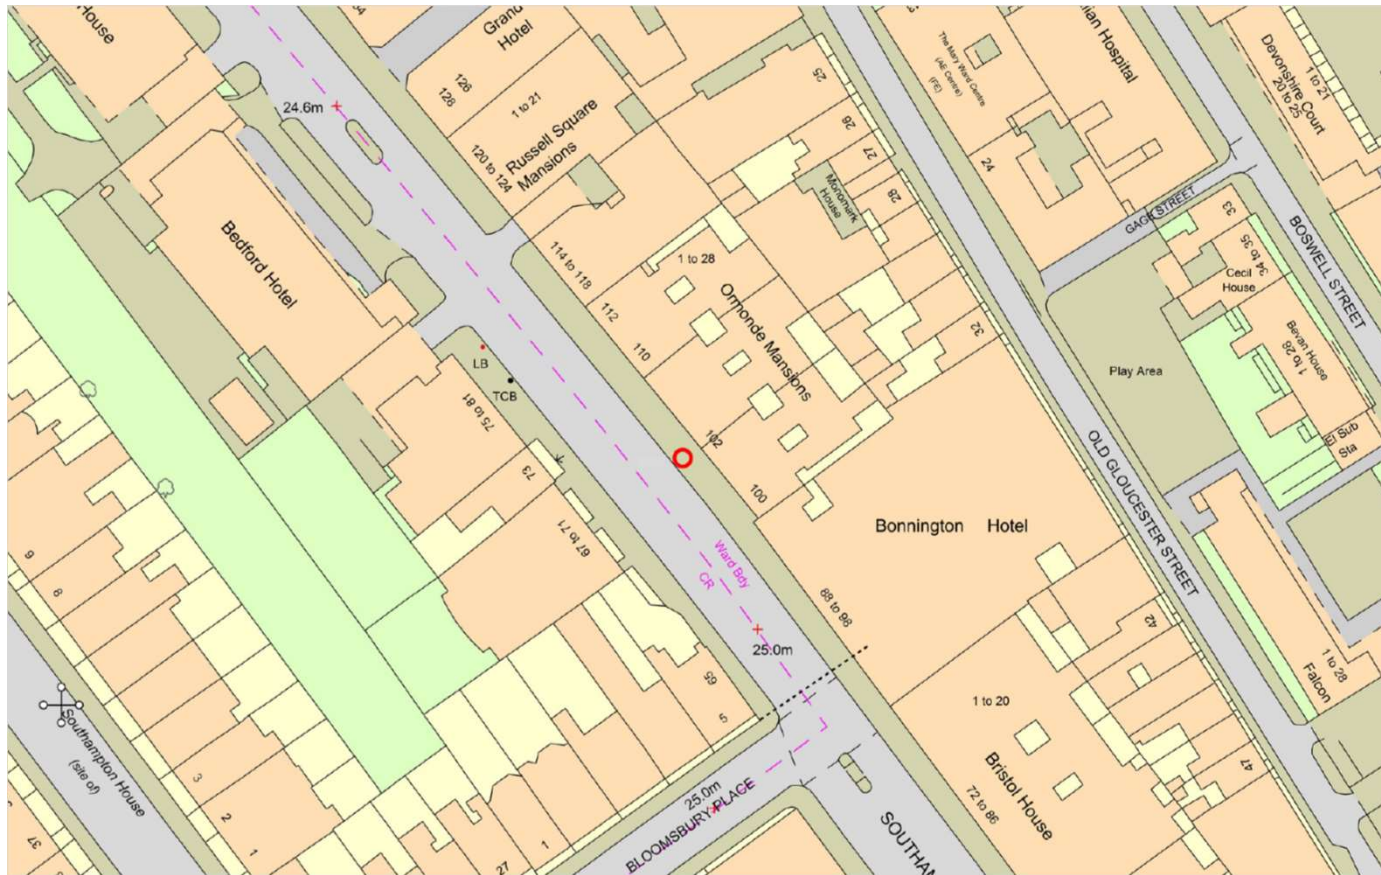 House
24.6m
Bedford Hotel
Grand
Hotel
126
128
1 to 21
Russell Square
Mansions
120 to 124
25
26
27
28
Monomark
House
The Mary Ward Centre
(AE Centre)
(FE)
24
Hospital
Devonshire Court
20 to 25
1 to 21
GAGE STREET
BOSWELL STREET
33
34 to 35
Cecil
House
Bevan House
1 to 26
El Sub
Sta
Play Area
114 to 118
112
110
1 to 28
Ormonde Mansions
102
100
32
LB
TCB
75 to 81
73
67 to 71
Bonnington Hotel
OLD GLOUCESTER STREET
Ward Bdy
CR
88 to 98
25.0m
65
5
42
1 to 20
Bristol House
72 to 86
47
1 to 28
Falcon
6
8
3
2
1
37
Southampton House
(site of)
25.0m
BLOOMSBURY PLACE
27
1
SOUTHAM